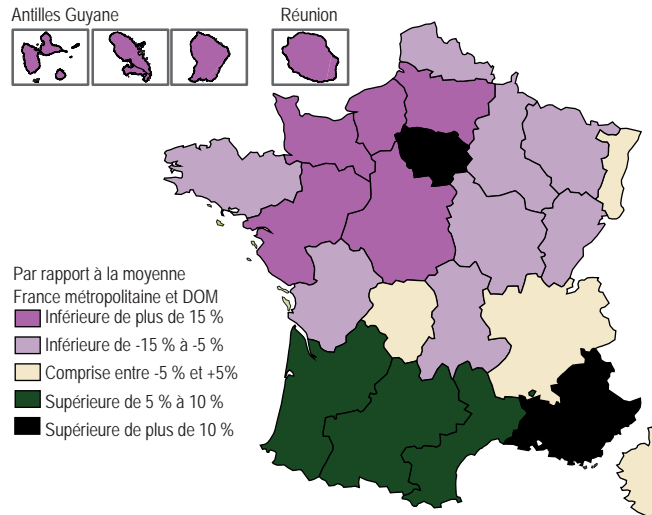 Antilles Guyane
Réunion
Par rapport à la moyenne
France métropolitaine et DOM
Inférieure de plus de 15 %
Inférieure de -15 % à -5 %
Comprise entre -5 % et +5%
Supérieure de 5 % à 10 %
Supérieure de plus de 10 %